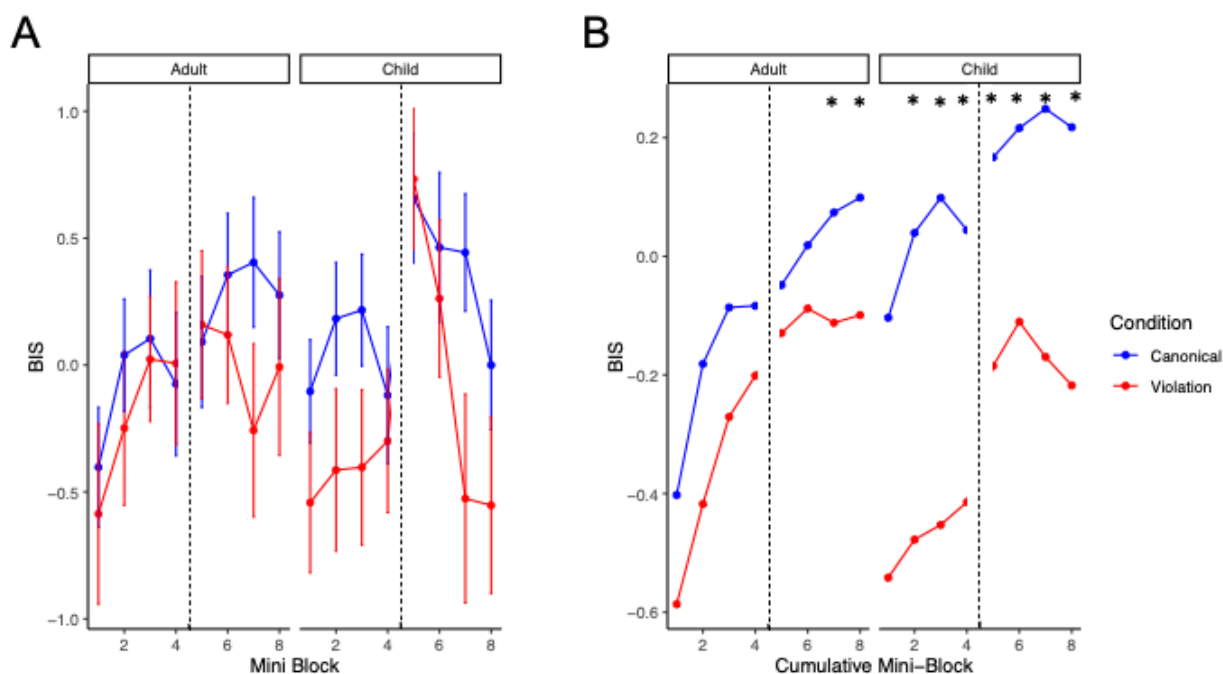 A
B
Adult
Child
Adult
Child
* * * * * * * * *
1.0
0.5
0.0
−0.5
−1.0
BIS
2 4 6 8 2 4 6 8
Mini Block
0.2
0.0
−0.2
−0.4
−0.6
BIS
2 4 6 8 2 4 6 8
Cumulative Mini−Block
Condition
Canonical
Violation